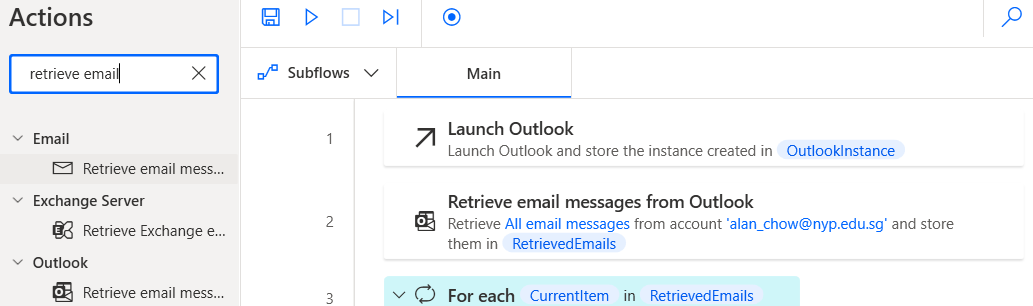 Actions
retrieve email
Email
Retrieve email mess...
Exchange Server
Retrieve Exchange e...
Outlook
Retrieve email mess...
Subflows
Main
1
Launch Outlook
Launch Outlook and store the instance created in OutlookInstance
2
Retrieve email messages from Outlook
Retrieve All email messages from account 'alan_chow@nyp.edu.sg' and store
them in RetrievedEmails
3
For each CurrentItem in RetrievedEmails